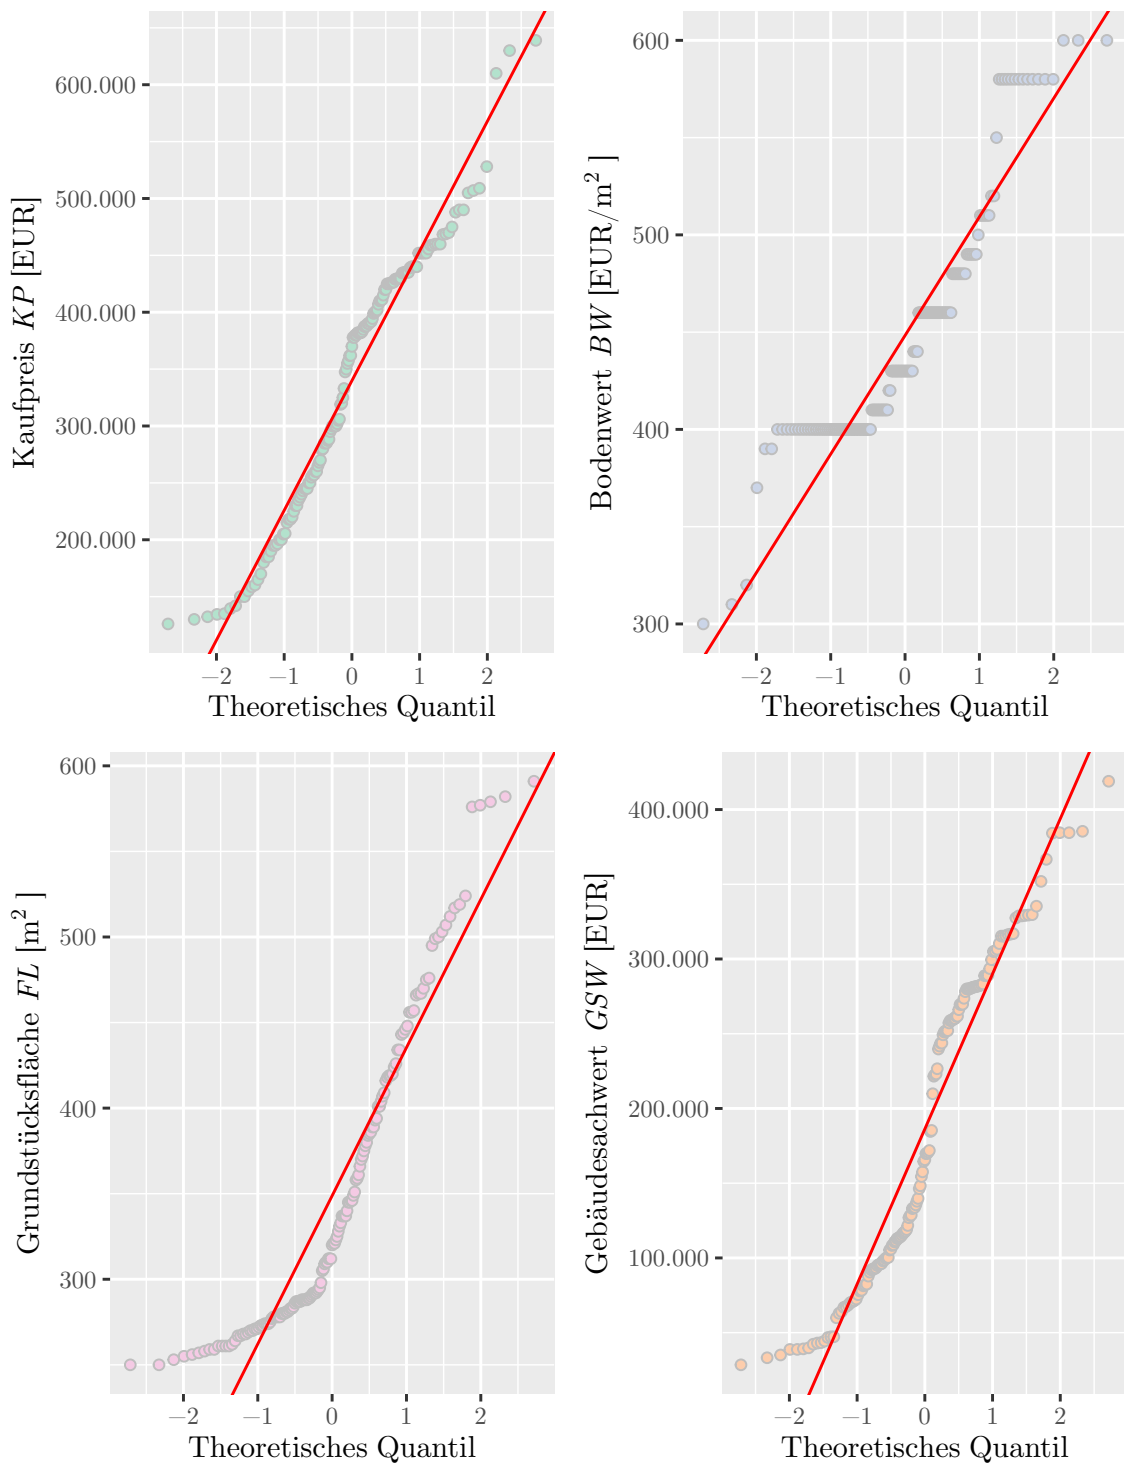 Kaufpreis KP [EUR]
600.000
500.000
400.000
300.000
200.000
−2 −1 0 1 2
Theoretisches Quantil
Bodenwert BW [EUR/m²]
600
500
400
300
−2 −1 0 1 2
Theoretisches Quantil
Grundstücksfläche FL [m²]
600
500
400
300
−2 −1 0 1 2
Theoretisches Quantil
Gebäudesachwert GSW [EUR]
400.000
300.000
200.000
100.000
−2 −1 0 1 2
Theoretisches Quantil